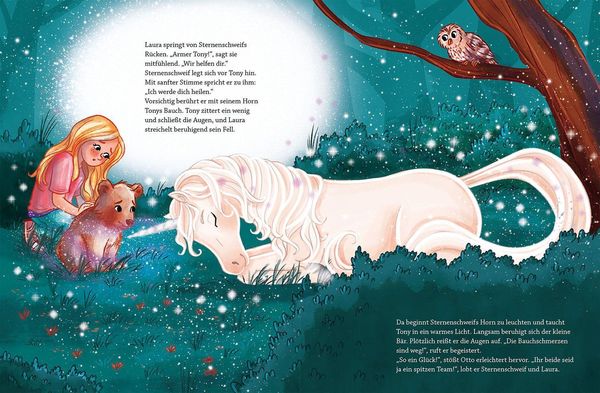 Laura springt von Sternenschweifs
Rücken. „Armer Tony!“, sagt sie
mitfühlend. „Wir helfen dir.“
Sternenschweif legt sich vor Tony hin.
Mit sanfter Stimme spricht er zu ihm:
„Ich werde dich heilen.“
Vorsichtig berührt er mit seinem Horn
Tonys Bauch. Tony zittert ein wenig
und schließt die Augen, und Laura
streichelt beruhigend sein Fell.
Da beginnt Sternenschweifs Horn zu leuchten und taucht
Tony in ein warmes Licht. Langsam beruhigt sich der kleine
Bär. Plötzlich reißt er die Augen auf. „Die Bauchschmerzen
sind weg!“, ruft er begeistert.
„So ein Glück!“, stößt Otto erleichtert hervor. „Ihr beide seid
ja ein spitzen Team!“, lobt er Sternenschweif und Laura.